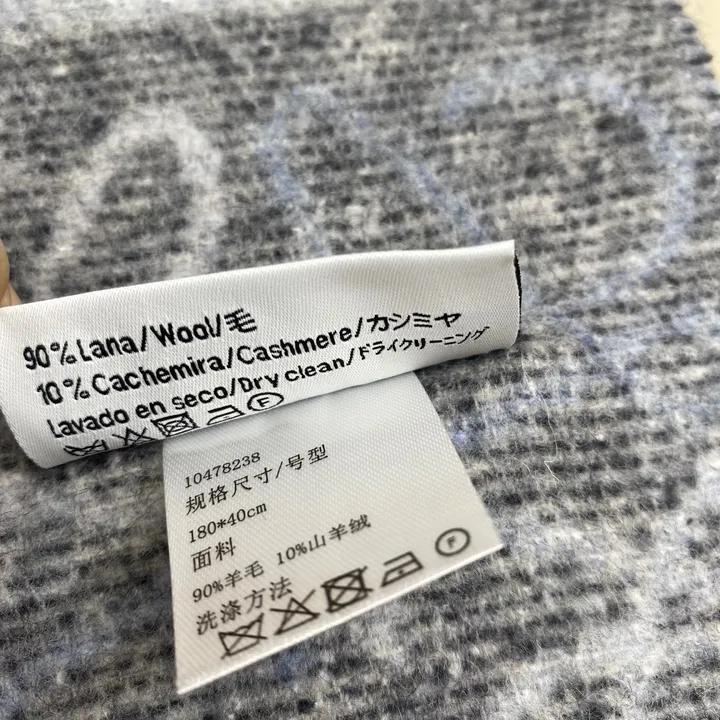 90% Lana/Wool/毛
10% Cachemira/Cashmere/カシミヤ
Lavado en seco/Dry clean/ドライクリーニング
F
10478238
规格尺寸/号型
180*40cm
面料
90%羊毛 10%山羊绒
洗涤方法
F